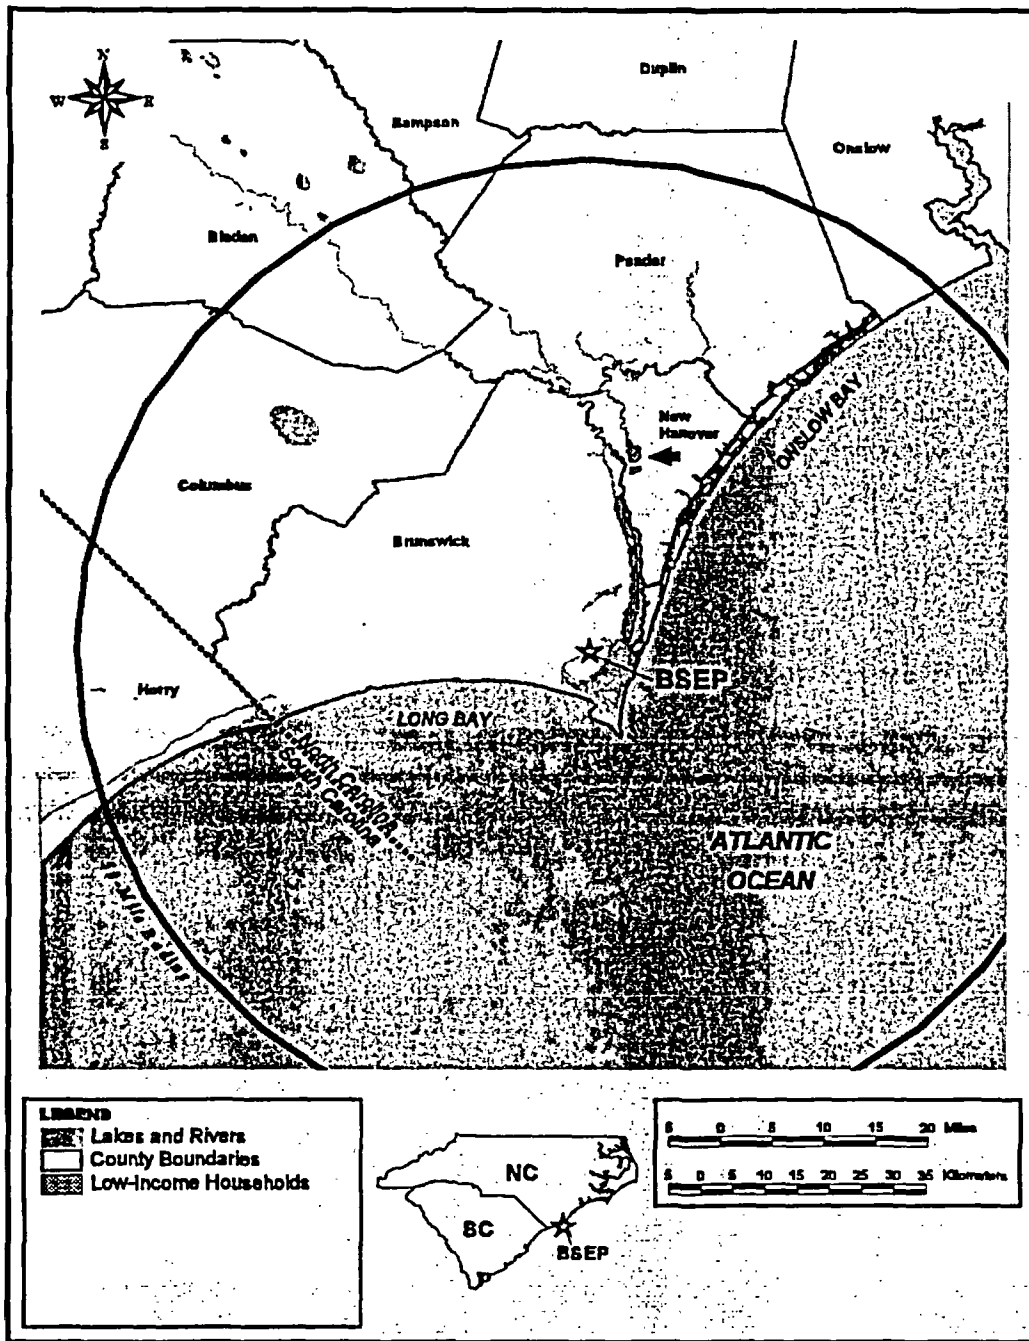 N
W E
S
Duplin
Sampson
Onslow
Bladen
Pender
ONSLOW BAY
New
Hanover
Columbus
Brunswick
BSEP
Horry
LONG BAY
North Carolina
South Carolina
ATLANTIC
OCEAN
Mile Radius
LEGEND
Lakes and Rivers
County Boundaries
Low-Income Households
NC
SC
BSEP
5 0 5 10 15 20 Miles
5 0 5 10 15 20 25 30 35 Kilometers